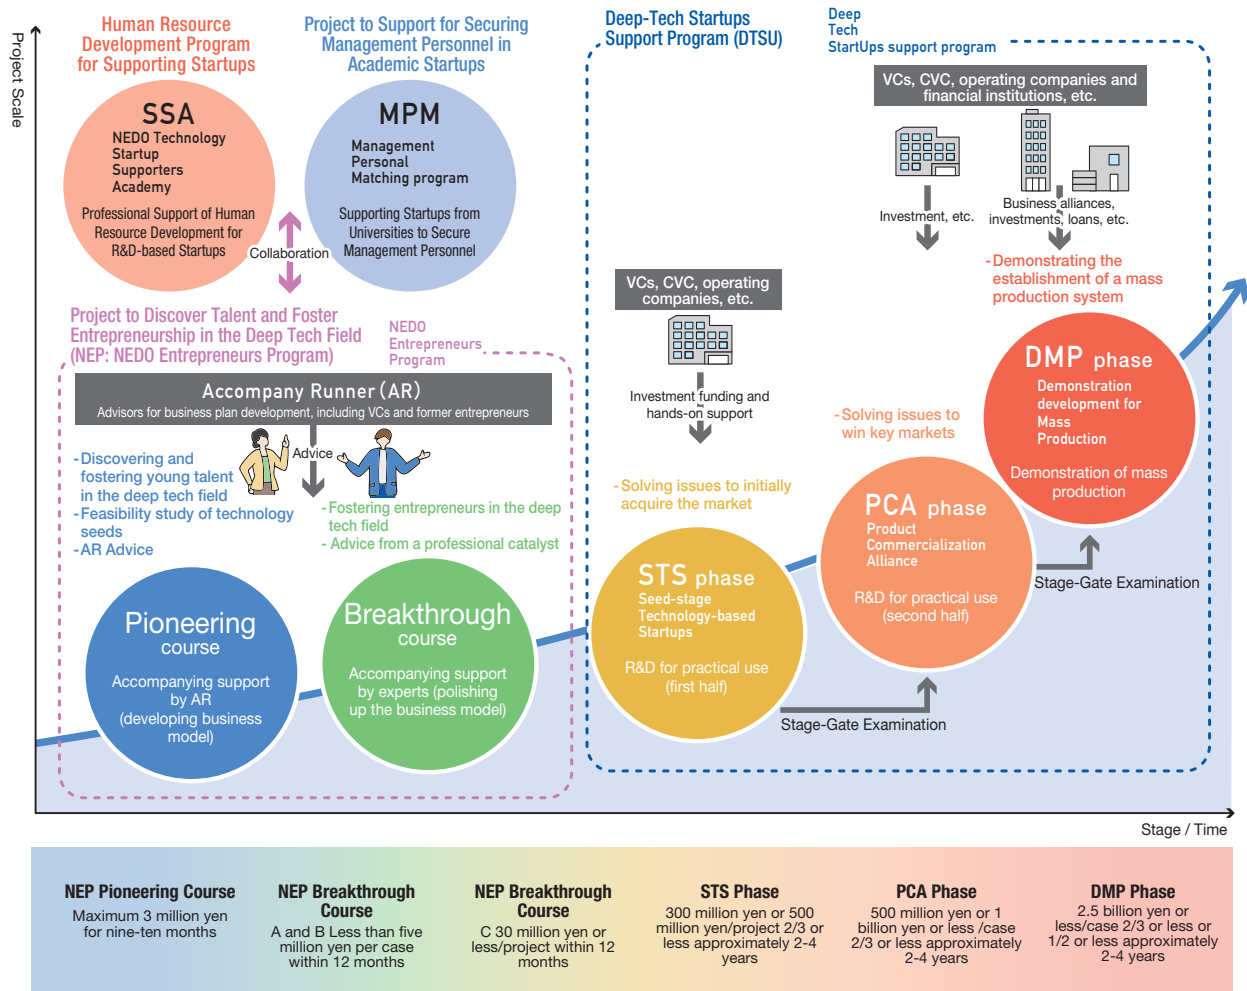 Project Scale
Human Resource
Development Program
for Supporting Startups
SSA
NEDO Technology
Startup
Supporters
Academy
Professional Support of Human
Resource Development for
R&D-based Startups
Project to Support for Securing
Management Personnel in
Academic Startups
MPM
Management
Personal
Matching program
Supporting Startups from
Universities to Secure
Management Personnel
Collaboration
Project to Discover Talent and Foster
Entrepreneurship in the Deep Tech Field
(NEP: NEDO Entrepreneurs Program)
NEDO
Entrepreneurs
Program
Accompany Runner (AR)
Advisors for business plan development, including VCs and former entrepreneurs
Advice
-Discovering and
fostering young talent
in the deep tech field
-Feasibility study of technology
seeds
-AR Advice
-Fostering entrepreneurs in the deep
tech field
-Advice from a professional catalyst
Pioneering
course
Accompanying support
by AR
(developing business
model)
Breakthrough
course
Accompanying support
by experts (polishing
up the business model)
Deep-Tech Startups
Support Program (DTSU)
Deep
Tech
StartUps support program
VCs, CVC, operating
companies, etc.
Investment funding and
hands-on support
-Solving issues to initially
acquire the market
STS phase
Seed-stage
Technology-based
Startups
R&D for practical use
(first half)
Stage-Gate Examination
VCs, CVC, operating companies and
financial institutions, etc.
Investment, etc.
Business alliances,
investments, loans, etc.
-Solving issues to
win key markets
PCA phase
Product
Commercialization
Alliance
R&D for practical use
(second half)
Stage-Gate Examination
-Demonstrating the
establishment of a mass
production system
DMP phase
Demonstration
development for
Mass
Production
Demonstration of mass
production
Stage / Time
NEP Pioneering Course
Maximum 3 million yen
for nine-ten months
NEP Breakthrough
Course
A and B Less than five
million yen per case
within 12 months
NEP Breakthrough
Course
C 30 million yen or
less/project within 12
months
STS Phase
300 million yen or 500
million yen/project 2/3 or
less approximately 2-4
years
PCA Phase
500 million yen or 1
billion yen or less /case
2/3 or less approximately
2-4 years
DMP Phase
2.5 billion yen or
less/case 2/3 or less or
1/2 or less approximately
2-4 years